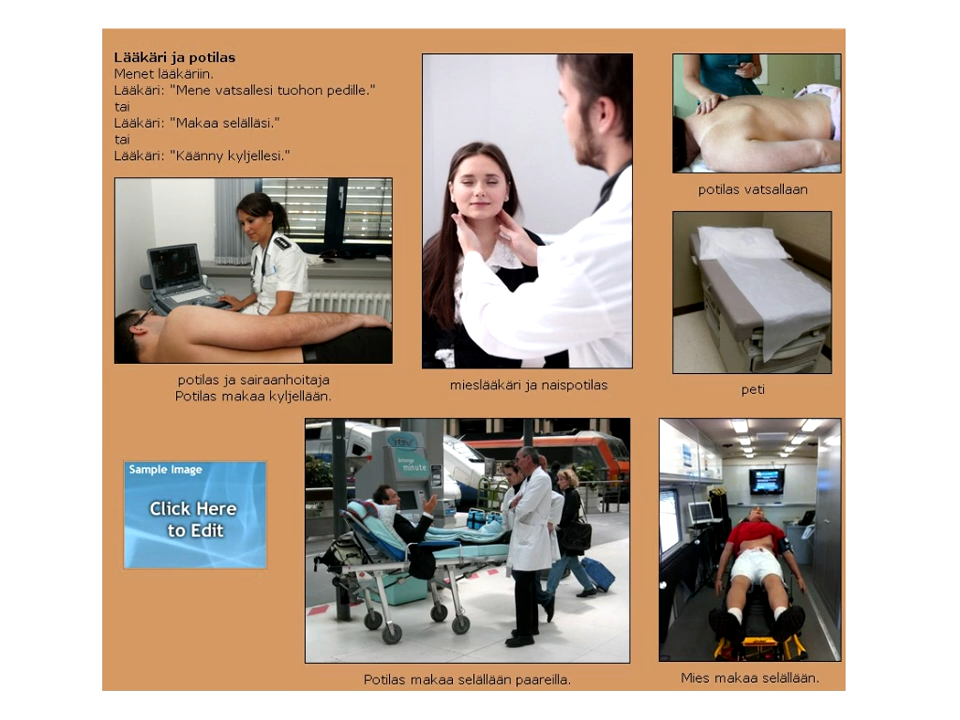 Lääkäri ja potilas
Menet lääkäriin.
Lääkäri: "Mene vatsallesi tuohon pedille."
tai
Lääkäri: "Makaa selälläsi."
tai
Lääkäri: "Käänny kyljellesi."
potilas vatsallaan
potilas ja sairaanhoitaja
Potilas makaa kyljellään.
mieslääkäri ja naispotilas
peti
Sample Image
Click Here
to Edit
minute
Potilas makaa selällään paareilla.
Mies makaa selällään.